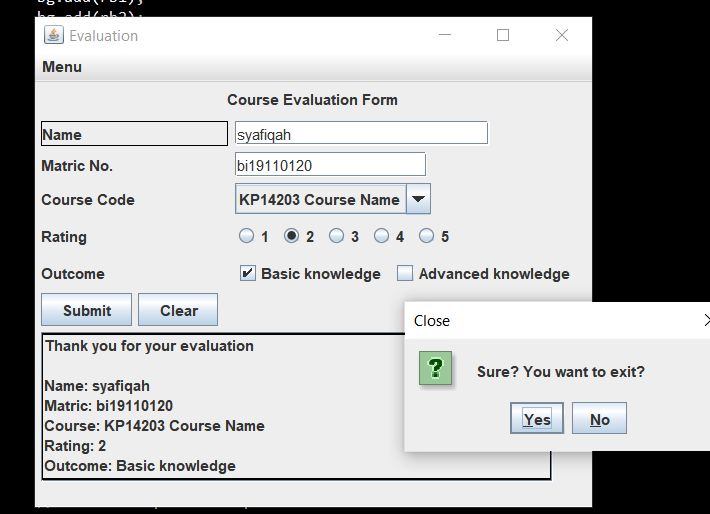 bg.add(rb2);
Evaluation
Menu
Course Evaluation Form
Name syafiqah
Matric No. bi19110120
Course Code KP14203 Course Name
Rating 1 2 3 4 5
Outcome Basic knowledge Advanced knowledge
Submit Clear
Close
Thank you for your evaluation
Sure? You want to exit?
Name: syafiqah
Matric: bi19110120
Yes No
Course: KP14203 Course Name
Rating: 2
Outcome: Basic knowledge